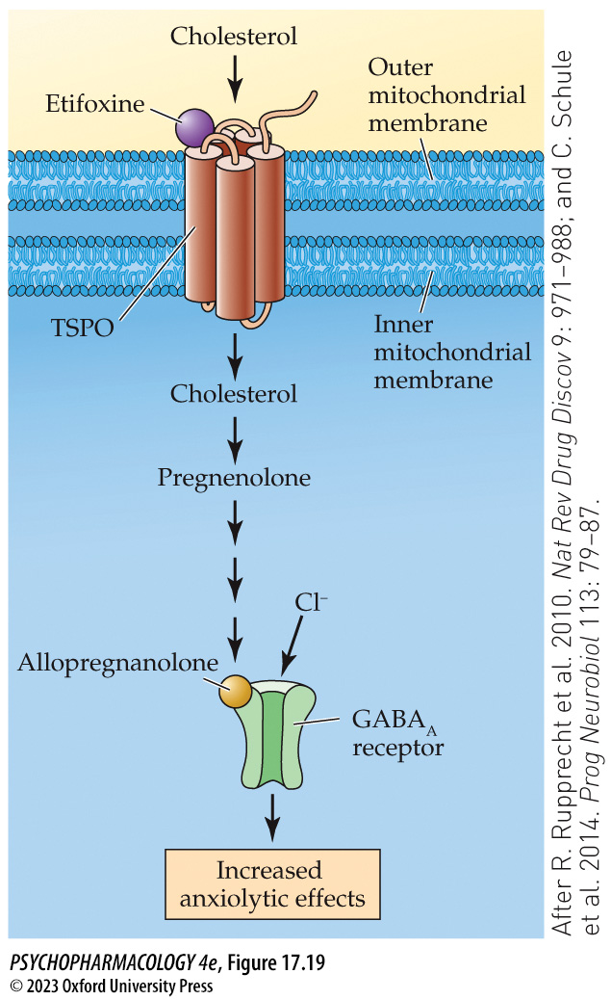 Cholesterol
Etifoxine
Outer
mitochondrial
membrane
TSPO
Inner
mitochondrial
membrane
Cholesterol
Pregnenolone
Cl⁻
Allopregnanolone
GABA_A
receptor
Increased
anxiolytic effects
After R. Rupprecht et al. 2010. Nat Rev Drug Discov 9: 971–988; and C. Schule
et al. 2014. Prog Neurobiol 113: 79–87.
PSYCHOPHARMACOLOGY 4e, Figure 17.19
© 2023 Oxford University Press